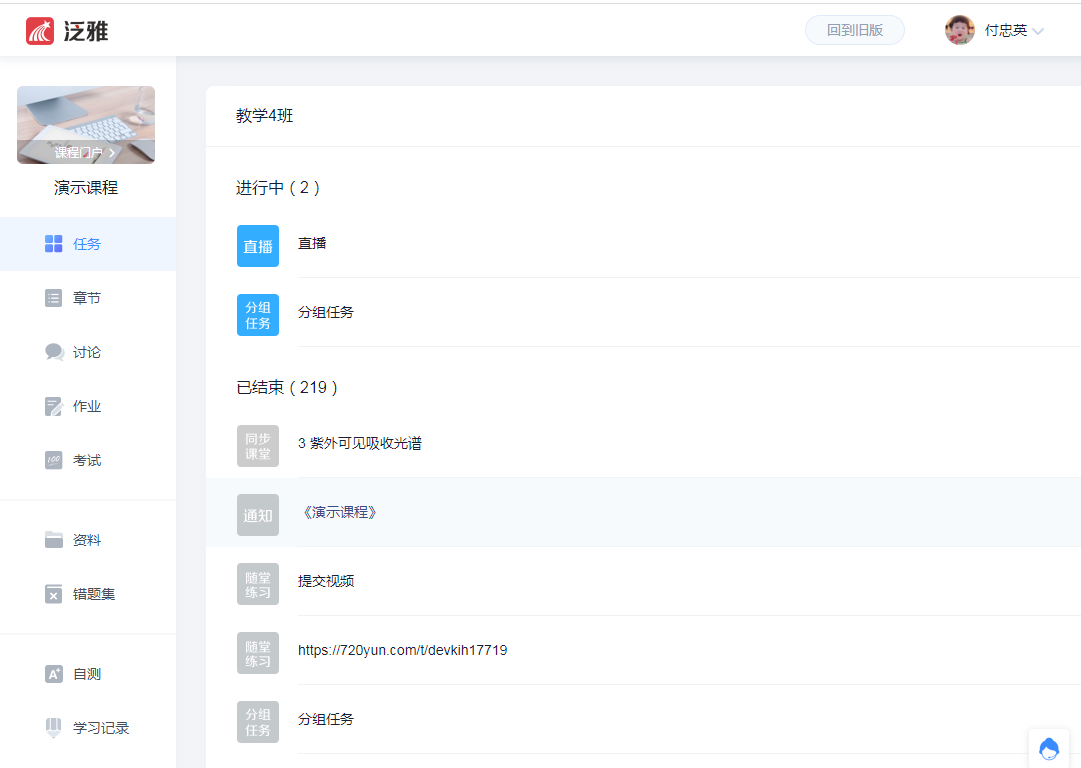 泛雅
回到旧版
付忠英
课程门户 >
演示课程
任务
章节
讨论
作业
100
考试
资料
错题集
A+
自测
学习记录
教学4班
进行中 ( 2 )
直播
直播
分组
任务
分组任务
已结束 ( 219 )
同步
课堂
3 紫外可见吸收光谱
通知
《演示课程》
随堂
练习
提交视频
随堂
练习
https://720yun.com/t/devkih17719
分组
任务
分组任务